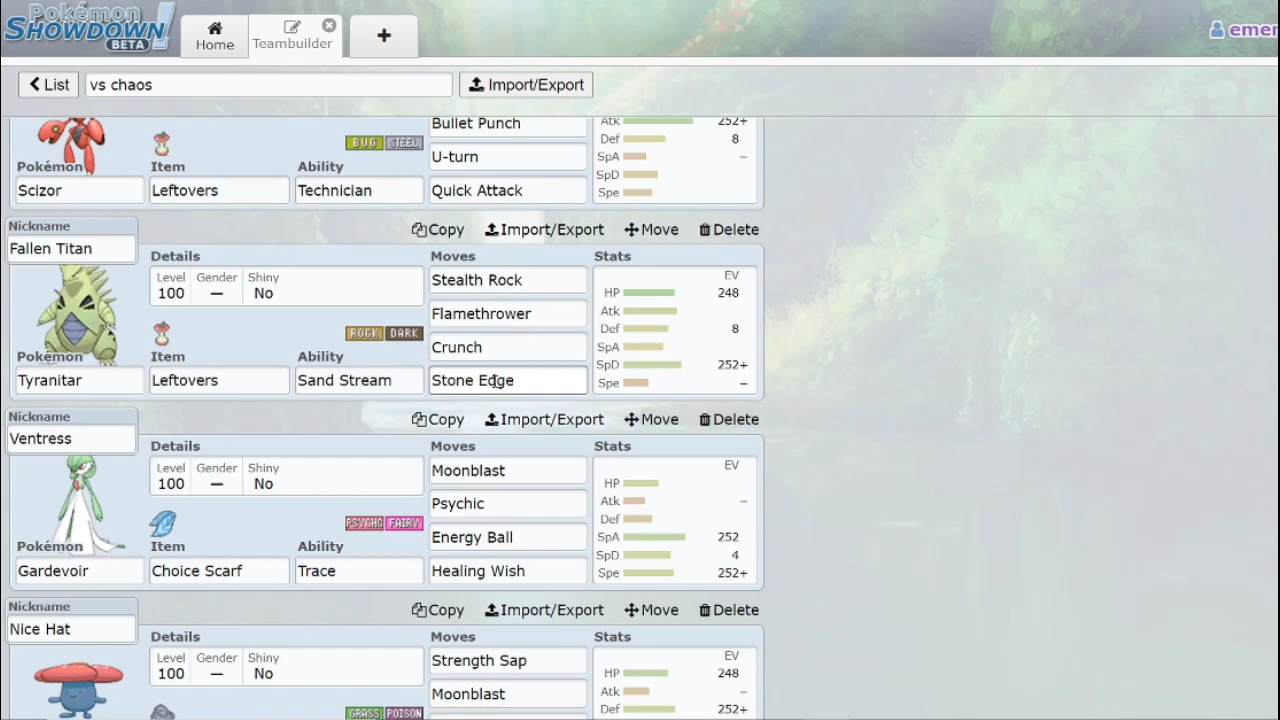 Pokémon
SHOWDOWN!
BETA
Home
Teambuilder
+
emer
List
vs chaos
Import/Export
Pokémon
Scizor
Item
Leftovers
BUG STEEL
Ability
Technician
Bullet Punch
U-turn
Quick Attack
Atk 252+
Def 8
SpA –
SpD
Spe
Nickname
Fallen Titan
Copy Import/Export Move Delete
Details
Level Gender Shiny
100 — No
ROCK DARK
Pokémon
Tyranitar
Item
Leftovers
Ability
Sand Stream
Moves
Stealth Rock
Flamethrower
Crunch
Stone Edge
Stats
EV
HP 248
Atk
Def 8
SpA
SpD 252+
Spe –
Nickname
Ventress
Copy Import/Export Move Delete
Details
Level Gender Shiny
100 — No
PSYCHC FAIRY
Pokémon
Gardevoir
Item
Choice Scarf
Ability
Trace
Moves
Moonblast
Psychic
Energy Ball
Healing Wish
Stats
EV
HP
Atk –
Def
SpA 252
SpD 4
Spe 252+
Nickname
Nice Hat
Copy Import/Export Move Delete
Details
Level Gender Shiny
100 — No
GRASS POISON
Moves
Strength Sap
Moonblast
Stats
EV
HP 248
Atk –
Def 252+